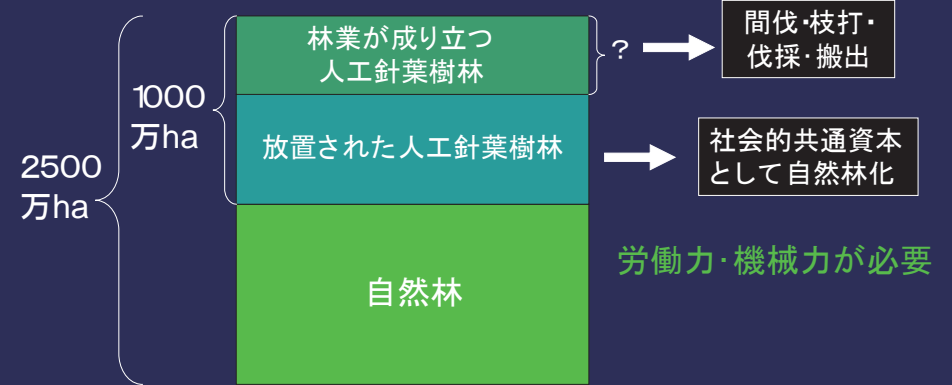 2500
万ha
1000
万ha
林業が成り立つ
人工針葉樹林
放置された人工針葉樹林
自然林
?
間伐・枝打・
伐採・搬出
社会的共通資本
として自然林化
労働力・機械力が必要